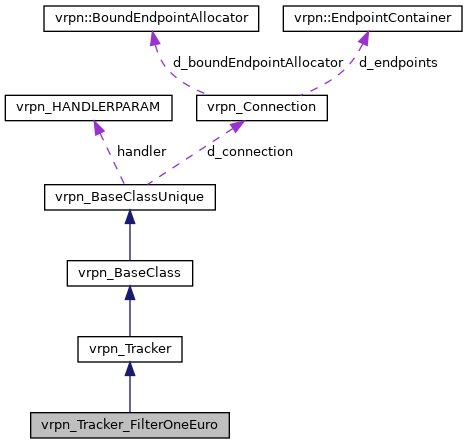 vrpn::BoundEndpointAllocator
vrpn::EndpointContainer
d_boundEndpointAllocator
d_endpoints
vrpn_HANDLERPARAM
vrpn_Connection
handler
d_connection
vrpn_BaseClassUnique
vrpn_BaseClass
vrpn_Tracker
vrpn_Tracker_FilterOneEuro